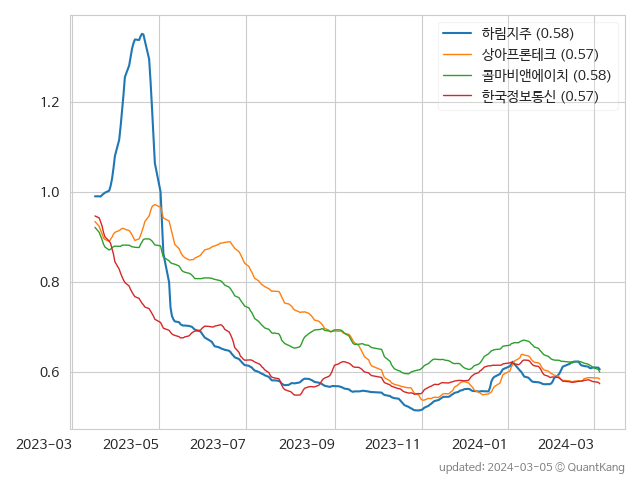 하림지주 (0.58)
상아프론테크 (0.57)
콜마비앤에이치 (0.58)
한국정보통신 (0.57)
1.2
1.0
0.8
0.6
2023-03 2023-05 2023-07 2023-09 2023-11 2024-01 2024-03
updated: 2024-03-05 © QuantKang